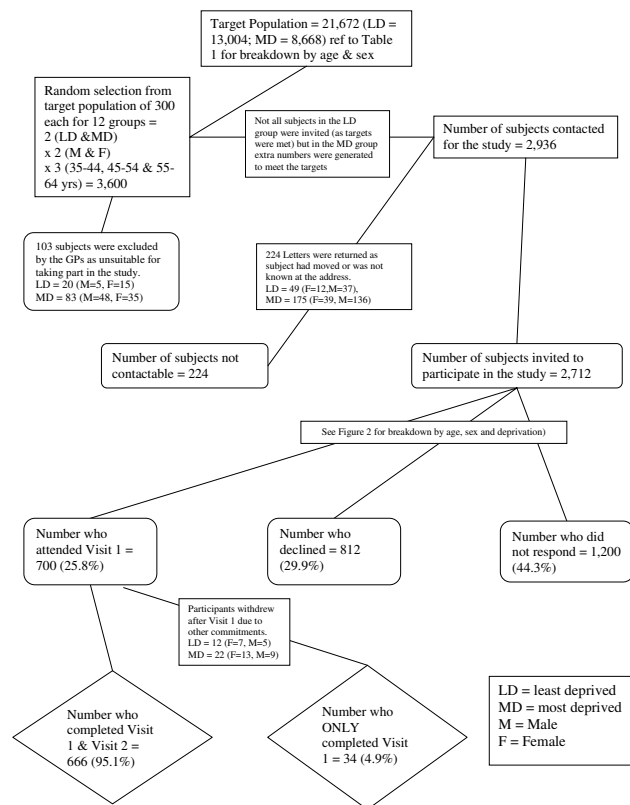 Target Population = 21,672 (LD =
13,004; MD = 8,668) ref to Table
1 for breakdown by age & sex
Random selection from
target population of 300
each for 12 groups =
2 (LD &MD)
x 2 (M & F)
x 3 (35-44, 45-54 & 55-
64 yrs) = 3,600
Not all subjects in the LD
group were invited (as targets
were met) but in the MD group
extra numbers were generated
to meet the targets
Number of subjects contacted
for the study = 2,936
103 subjects were excluded
by the GPs as unsuitable for
taking part in the study.
LD = 20 (M=5, F=15)
MD = 83 (M=48, F=35)
224 Letters were returned as
subject had moved or was not
known at the address.
LD = 49 (F=12,M=37),
MD = 175 (F=39, M=136)
Number of subjects not
contactable = 224
Number of subjects invited to
participate in the study = 2,712
See Figure 2 for breakdown by age, sex and deprivation)
Number who
attended Visit 1 =
700 (25.8%)
Number who
declined = 812
(29.9%)
Number who did
not respond = 1,200
(44.3%)
Participants withdrew
after Visit 1 due to
other commitments.
LD = 12 (F=7, M=5)
MD = 22 (F=13, M=9)
Number who
completed Visit
1 & Visit 2 =
666 (95.1%)
Number who
ONLY
completed Visit
1 = 34 (4.9%)
LD = least deprived
MD = most deprived
M = Male
F = Female